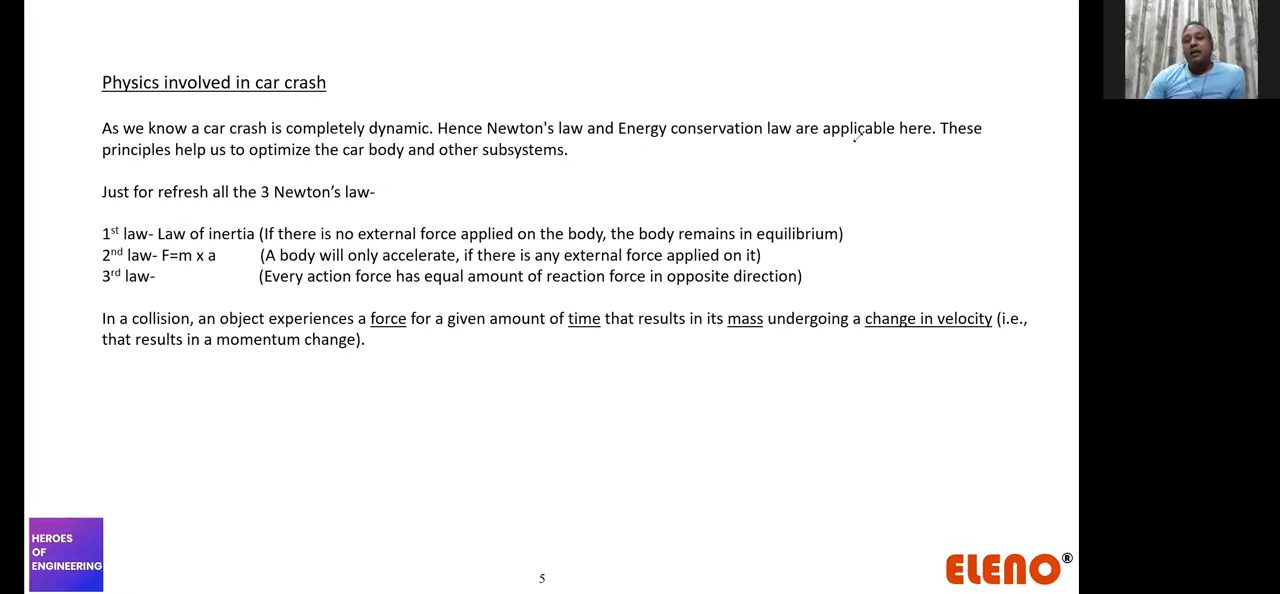 Physics involved in car crash
As we know a car crash is completely dynamic. Hence Newton's law and Energy conservation law are applicable here. These
principles help us to optimize the car body and other subsystems.
Just for refresh all the 3 Newton’s law-
1st law- Law of inertia (If there is no external force applied on the body, the body remains in equilibrium)
2nd law- F=m x a (A body will only accelerate, if there is any external force applied on it)
3rd law- (Every action force has equal amount of reaction force in opposite direction)
In a collision, an object experiences a force for a given amount of time that results in its mass undergoing a change in velocity (i.e.,
that results in a momentum change).
HEROES
OF
ENGINEERING
5
ELENO®